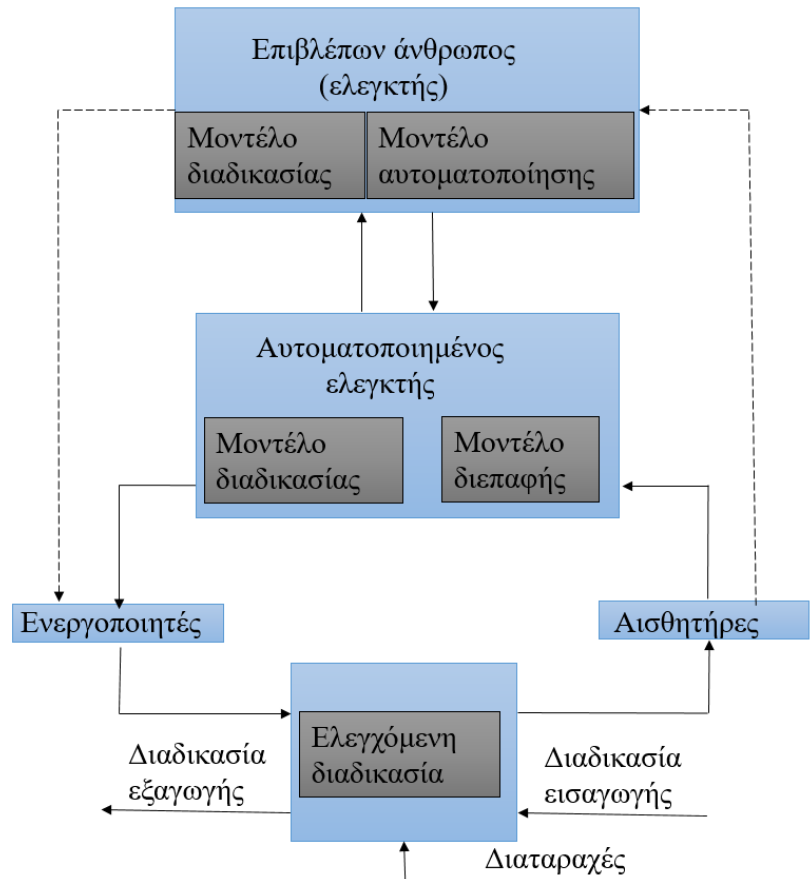 Επιβλέπων άνθρωπος
(ελεγκτής)
Μοντέλο
διαδικασίας
Μοντέλο
αυτοματοποίησης
Αυτοματοποιημένος
ελεγκτής
Μοντέλο
διαδικασίας
Μοντέλο
διεπαφής
Ενεργοποιητές
Αισθητήρες
Ελεγχόμενη
διαδικασία
Διαδικασία
εξαγωγής
Διαδικασία
εισαγωγής
Διαταραχές